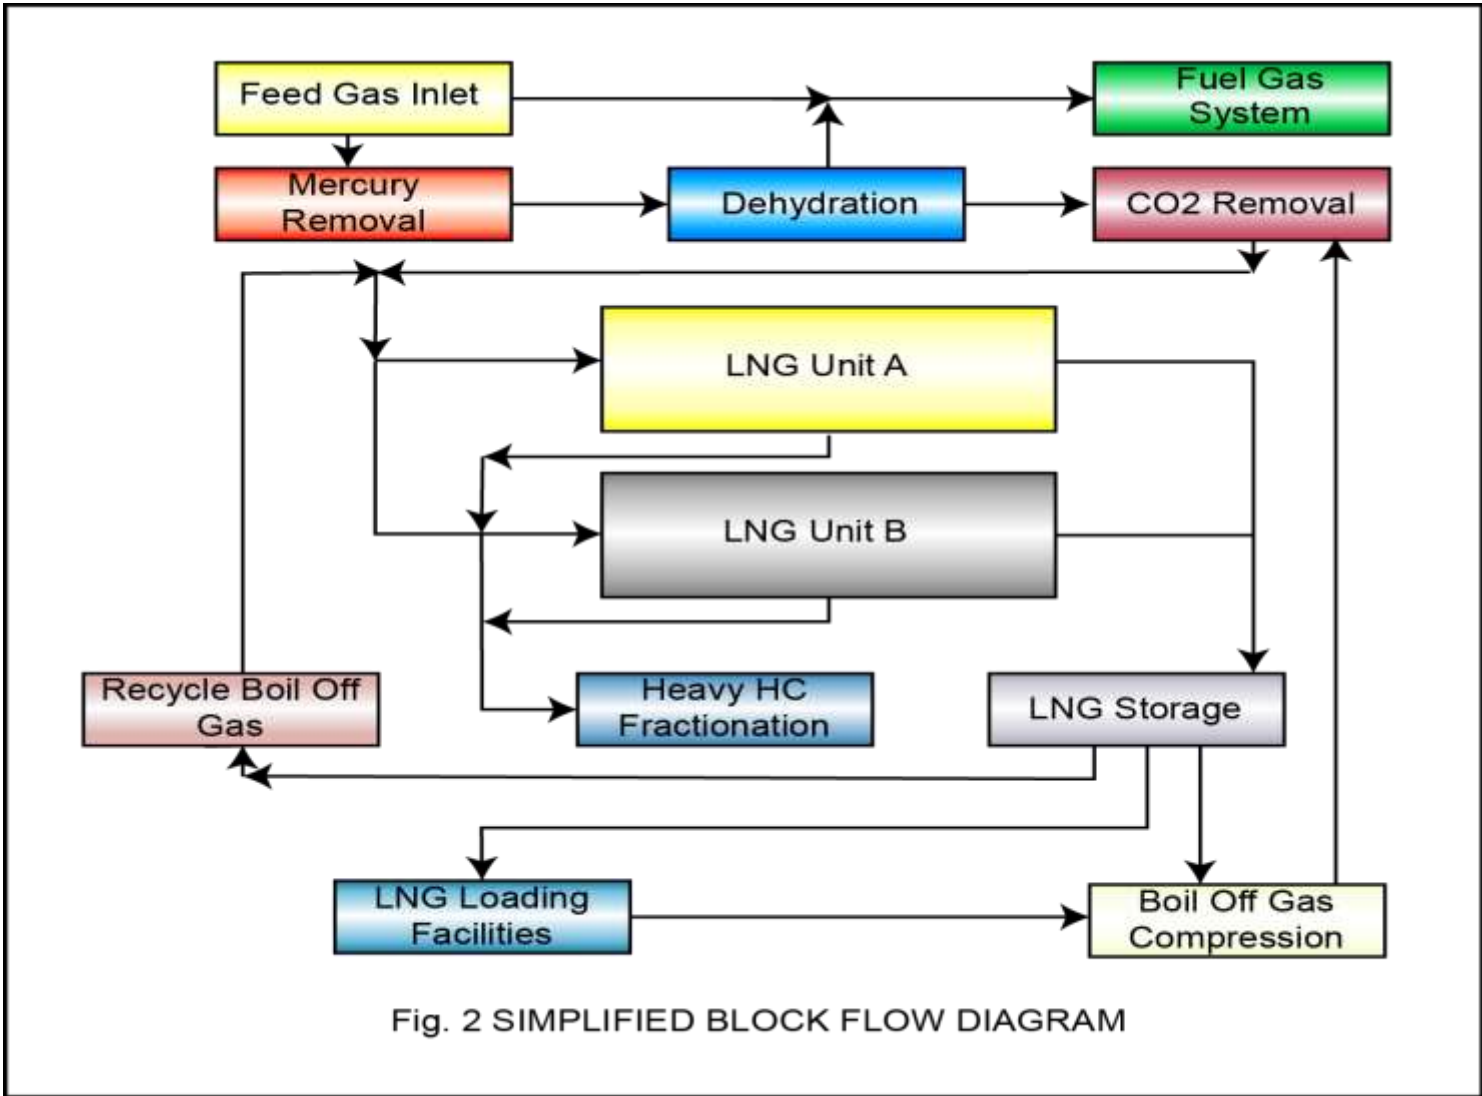 Feed Gas Inlet
Fuel Gas
System
Mercury
Removal
Dehydration
CO2 Removal
LNG Unit A
LNG Unit B
Recycle Boil Off
Gas
Heavy HC
Fractionation
LNG Storage
LNG Loading
Facilities
Boil Off Gas
Compression
Fig. 2 SIMPLIFIED BLOCK FLOW DIAGRAM